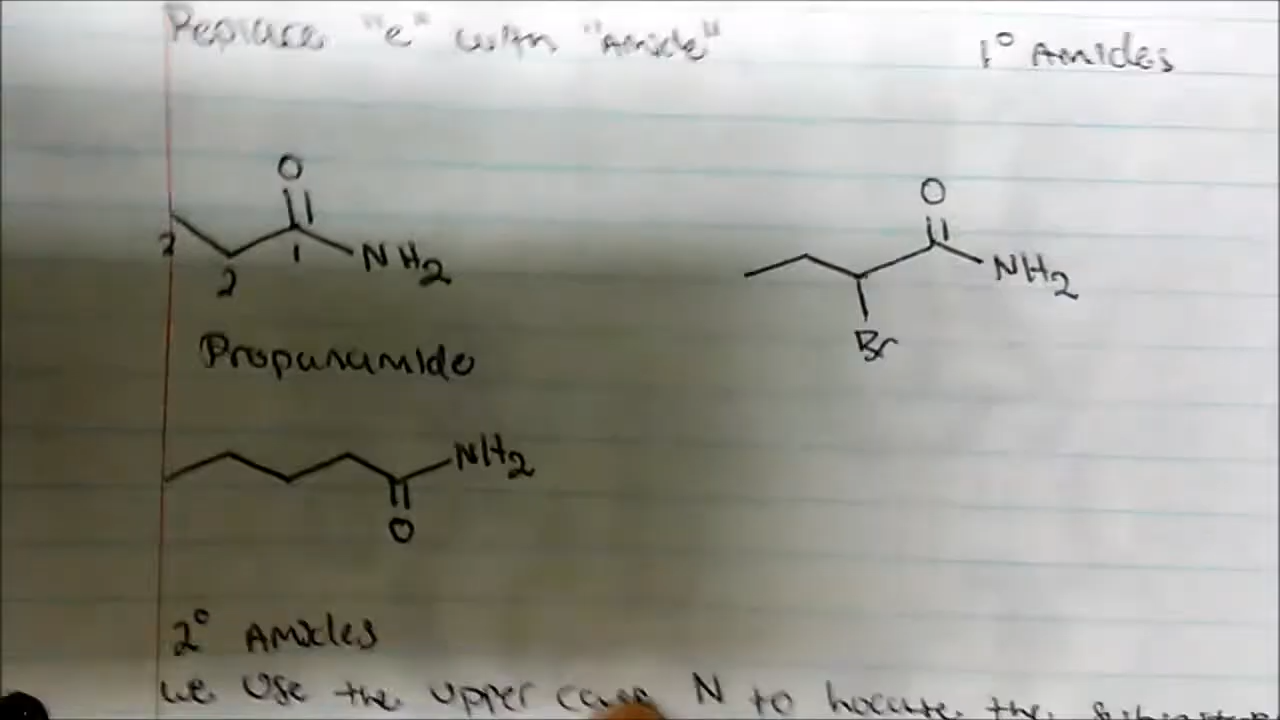 Replace "e" with "Amide"
1° Amides
O
NH2
3
2
1
Propanamide
O
NH2
Br
NH2
O
2° Amides
we use the upper case N to locate the